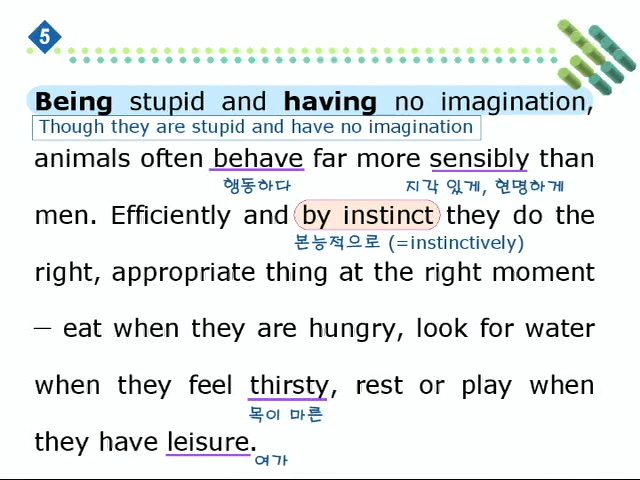 5
Being stupid and having no imagination,
Though they are stupid and have no imagination
animals often behave far more sensibly than
행동하다 지각 있게, 현명하게
men. Efficiently and by instinct they do the
본능적으로 (=instinctively)
right, appropriate thing at the right moment
– eat when they are hungry, look for water
when they feel thirsty, rest or play when
목이 마른
they have leisure.
여가